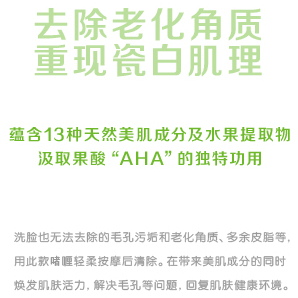 去除老化角质
重现瓷白肌理
蕴含13种天然美肌成分及水果提取物
汲取果酸“AHA”的独特功用
洗脸也无法去除的毛孔污垢和老化角质、多余皮脂等,
用此款啫喱轻柔按摩后清除。在带来美肌成分的同时
焕发肌肤活力,解决毛孔等问题,回复肌肤健康环境。